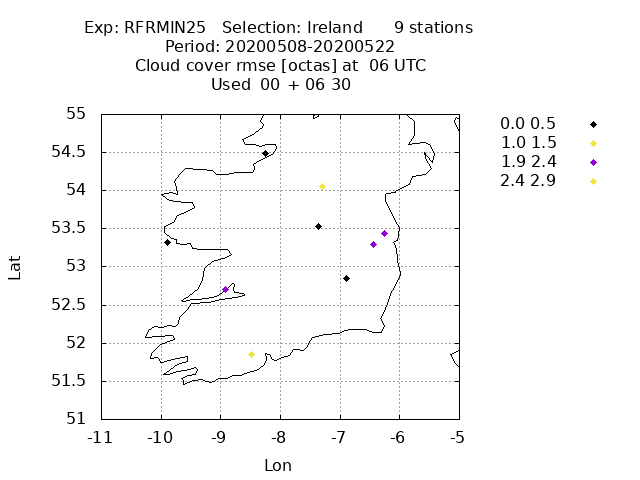 Exp: RFRMIN25 Selection: Ireland 9 stations
Period: 20200508-20200522
Cloud cover rmse [octas] at 06 UTC
Used 00 + 06 30
55
54.5
54
53.5
53
52.5
52
51.5
51
Lat
-11 -10 -9 -8 -7 -6 -5
Lon
0.0 0.5
1.0 1.5
1.9 2.4
2.4 2.9